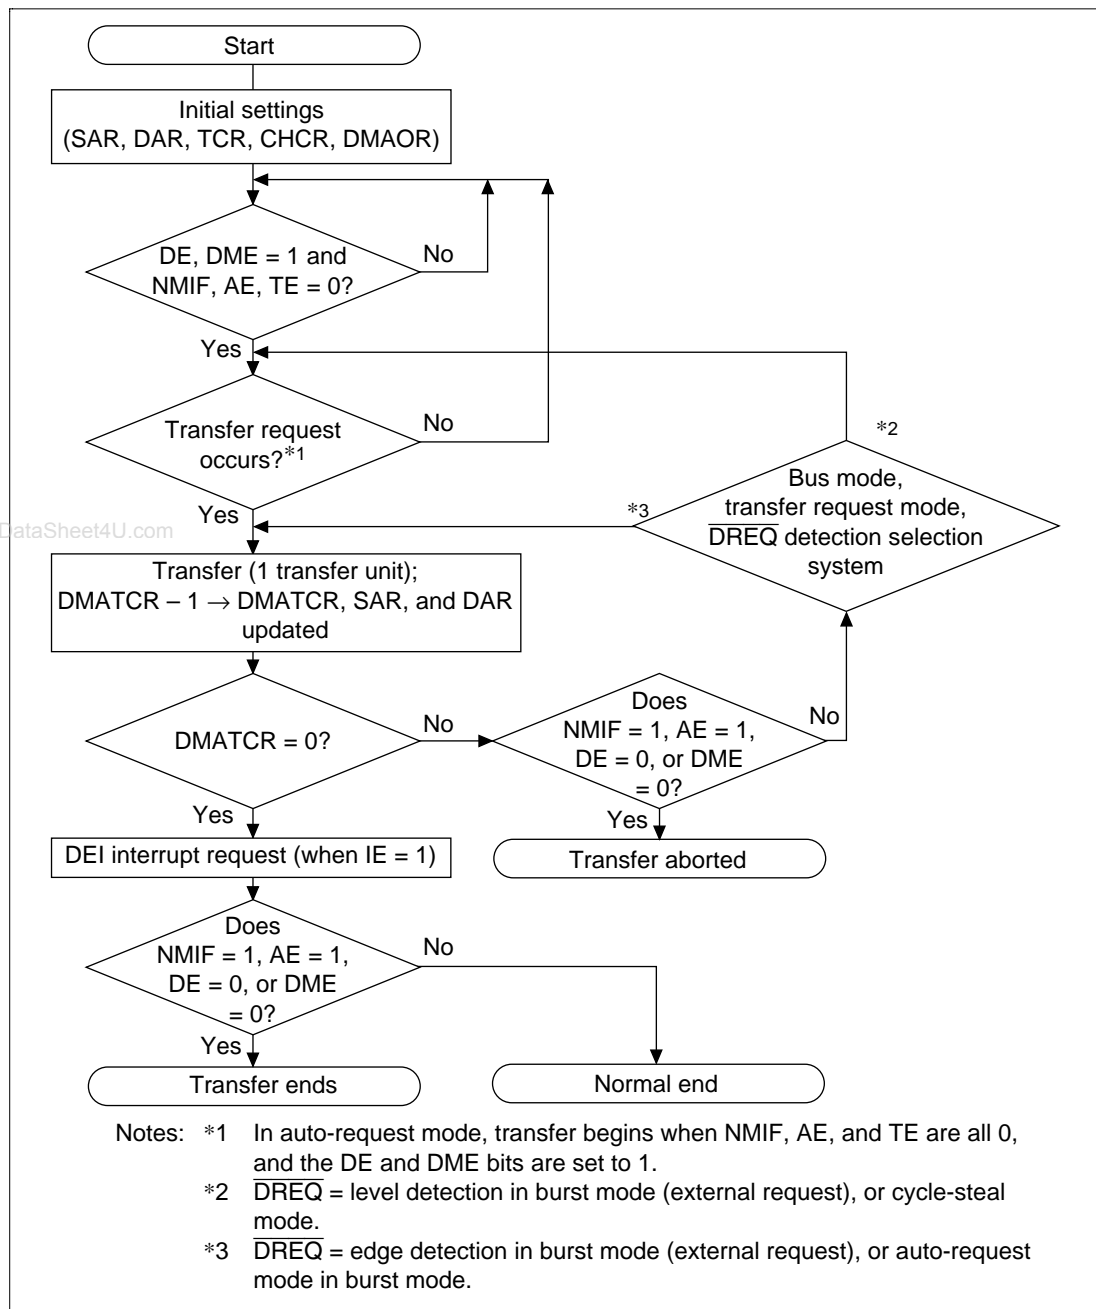 Start
Initial settings
(SAR, DAR, TCR, CHCR, DMAOR)
DE, DME = 1 and
NMIF, AE, TE = 0?
No
Yes
Transfer request
occurs?*1
No
Yes
*2
Bus mode,
transfer request mode,
DREQ detection selection
system
*3
DataSheet4U.com
Transfer (1 transfer unit);
DMATCR – 1 → DMATCR, SAR, and DAR
updated
DMATCR = 0?
No
Does
NMIF = 1, AE = 1,
DE = 0, or DME
= 0?
No
Yes
Yes
DEI interrupt request (when IE = 1)
Transfer aborted
Does
NMIF = 1, AE = 1,
DE = 0, or DME
= 0?
No
Yes
Transfer ends
Normal end
Notes: *1 In auto-request mode, transfer begins when NMIF, AE, and TE are all 0,
and the DE and DME bits are set to 1.
*2 DREQ = level detection in burst mode (external request), or cycle-steal
mode.
*3 DREQ = edge detection in burst mode (external request), or auto-request
mode in burst mode.